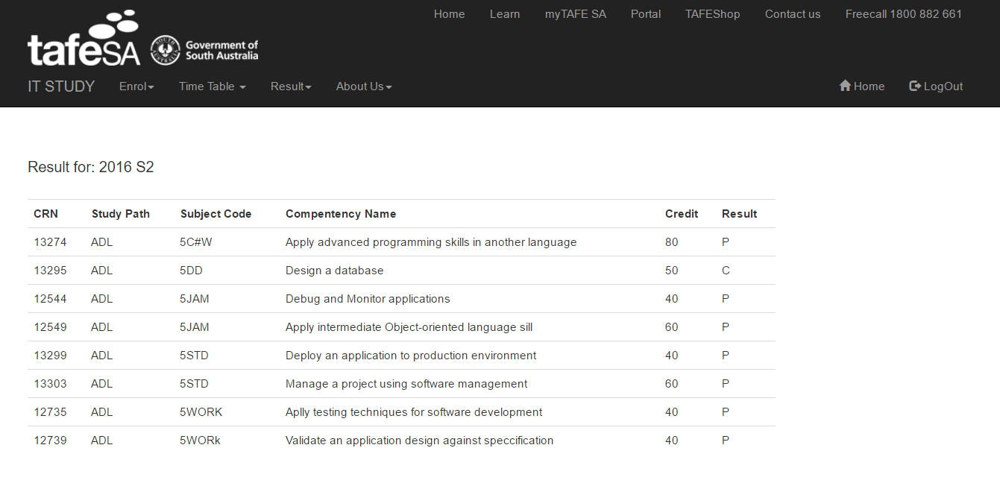 Home Learn myTAFE SA Portal TAFEShop Contact us Freecall 1800 882 661
tafeSA
SOUTH AUSTRALIA
Government of
South Australia
IT STUDY Enrol Time Table Result About Us Home LogOut
Result for: 2016 S2
CRN Study Path Subject Code Compentency Name Credit Result
13274 ADL 5C#W Apply advanced programming skills in another language 80 P
13295 ADL 5DD Design a database 50 C
12544 ADL 5JAM Debug and Monitor applications 40 P
12549 ADL 5JAM Apply intermediate Object-oriented language sill 60 P
13299 ADL 5STD Deploy an application to production environment 40 P
13303 ADL 5STD Manage a project using software management 60 P
12735 ADL 5WORK Aplly testing techniques for software development 40 P
12739 ADL 5WORk Validate an application design against speccification 40 P